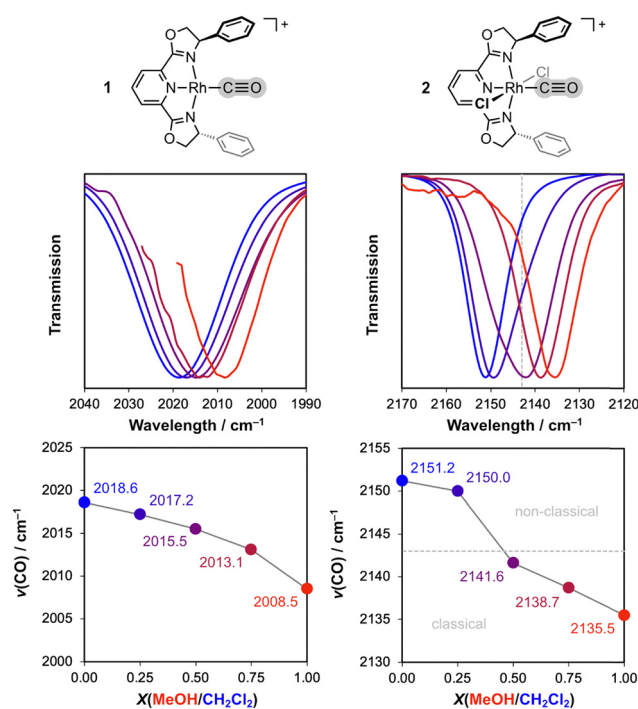 O
N
1
N
Rh
C
O
N
O
+
O
N
2
N
Rh
Cl
Cl
C
O
N
O
+
Transmission
2040 2030 2020 2010 2000 1990
Wavelength / cm⁻¹
Transmission
2170 2160 2150 2140 2130 2120
Wavelength / cm⁻¹
ν(CO) / cm⁻¹
2025
2020
2015
2010
2005
2000
2018.6
2017.2
2015.5
2013.1
2008.5
0.00 0.25 0.50 0.75 1.00
X(MeOH/CH₂Cl₂)
ν(CO) / cm⁻¹
2155
2150
2145
2140
2135
2130
2151.2
2150.0
non-classical
2141.6
2138.7
classical
2135.5
0.00 0.25 0.50 0.75 1.00
X(MeOH/CH₂Cl₂)